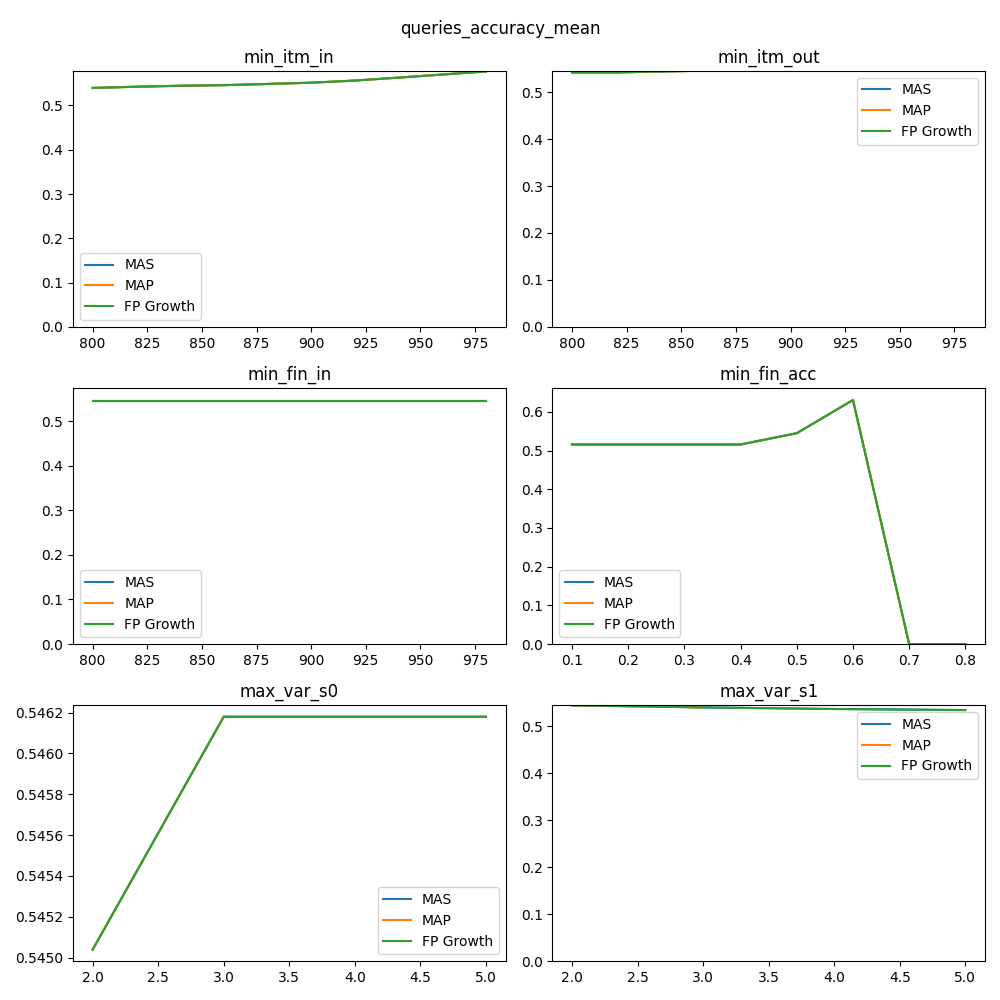 queries_accuracy_mean
min_itm_in
0.5
0.4
0.3
0.2
0.1
0.0
MAS
MAP
FP Growth
800 825 850 875 900 925 950 975
min_itm_out
0.5
0.4
0.3
0.2
0.1
0.0
MAS
MAP
FP Growth
800 825 850 875 900 925 950 975
min_fin_in
0.5
0.4
0.3
0.2
0.1
0.0
MAS
MAP
FP Growth
800 825 850 875 900 925 950 975
min_fin_acc
0.6
0.5
0.4
0.3
0.2
0.1
0.0
MAS
MAP
FP Growth
0.1 0.2 0.3 0.4 0.5 0.6 0.7 0.8
max_var_s0
0.5462
0.5460
0.5458
0.5456
0.5454
0.5452
0.5450
MAS
MAP
FP Growth
2.0 2.5 3.0 3.5 4.0 4.5 5.0
max_var_s1
0.5
0.4
0.3
0.2
0.1
0.0
MAS
MAP
FP Growth
2.0 2.5 3.0 3.5 4.0 4.5 5.0